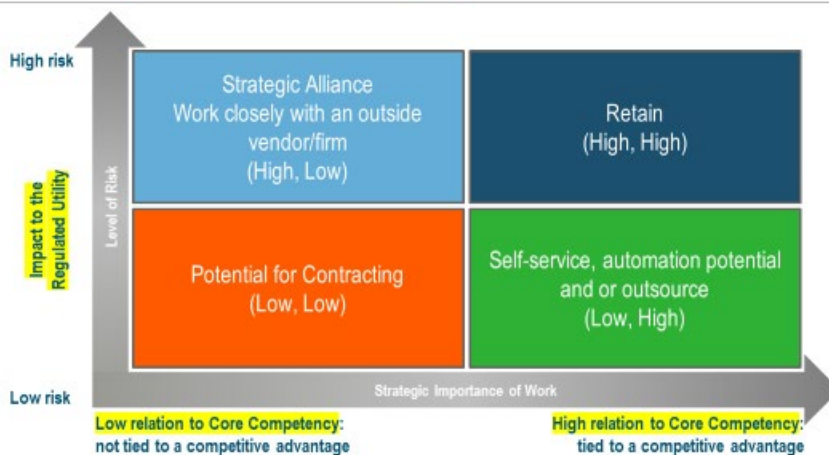 High risk
Strategic Alliance
Work closely with an outside
vendor/firm
(High, Low)
Retain
(High, High)
Impact to the
Regulated Utility
Level of Risk
Potential for Contracting
(Low, Low)
Self-service, automation potential
and or outsource
(Low, High)
Low risk
Strategic Importance of Work
Low relation to Core Competency:
not tied to a competitive advantage
High relation to Core Competency:
tied to a competitive advantage